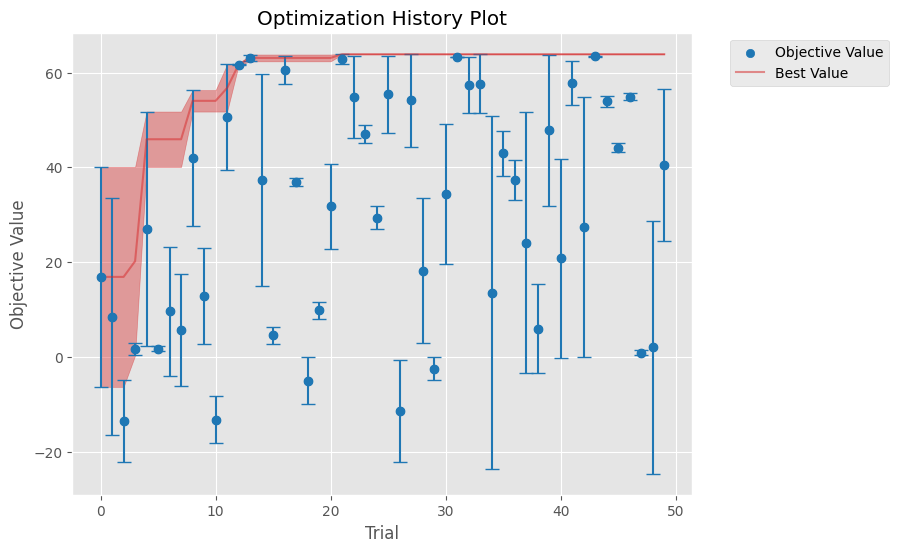 Optimization History Plot
Objective Value
Best Value
Objective Value
60
40
20
0
−20
0 10 20 30 40 50
Trial